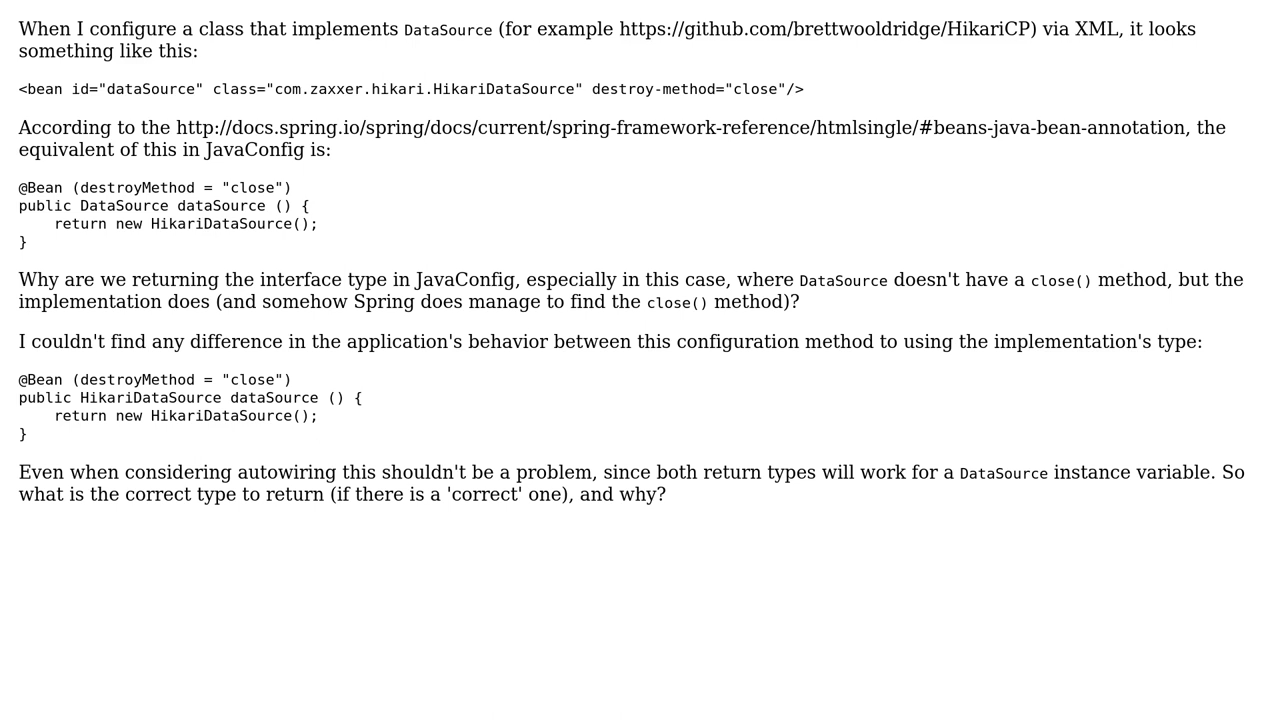 When I configure a class that implements DataSource (for example https://github.com/brettwooldridge/HikariCP) via XML, it looks
something like this:
<bean id="dataSource" class="com.zaxxer.hikari.HikariDataSource" destroy-method="close"/>
According to the http://docs.spring.io/spring/docs/current/spring-framework-reference/htmlsingle/#beans-java-bean-annotation, the
equivalent of this in JavaConfig is:
@Bean (destroyMethod = "close")
public DataSource dataSource () {
    return new HikariDataSource();
}
Why are we returning the interface type in JavaConfig, especially in this case, where DataSource doesn't have a close() method, but the
implementation does (and somehow Spring does manage to find the close() method)?
I couldn't find any difference in the application's behavior between this configuration method to using the implementation's type:
@Bean (destroyMethod = "close")
public HikariDataSource dataSource () {
    return new HikariDataSource();
}
Even when considering autowiring this shouldn't be a problem, since both return types will work for a DataSource instance variable. So
what is the correct type to return (if there is a 'correct' one), and why?